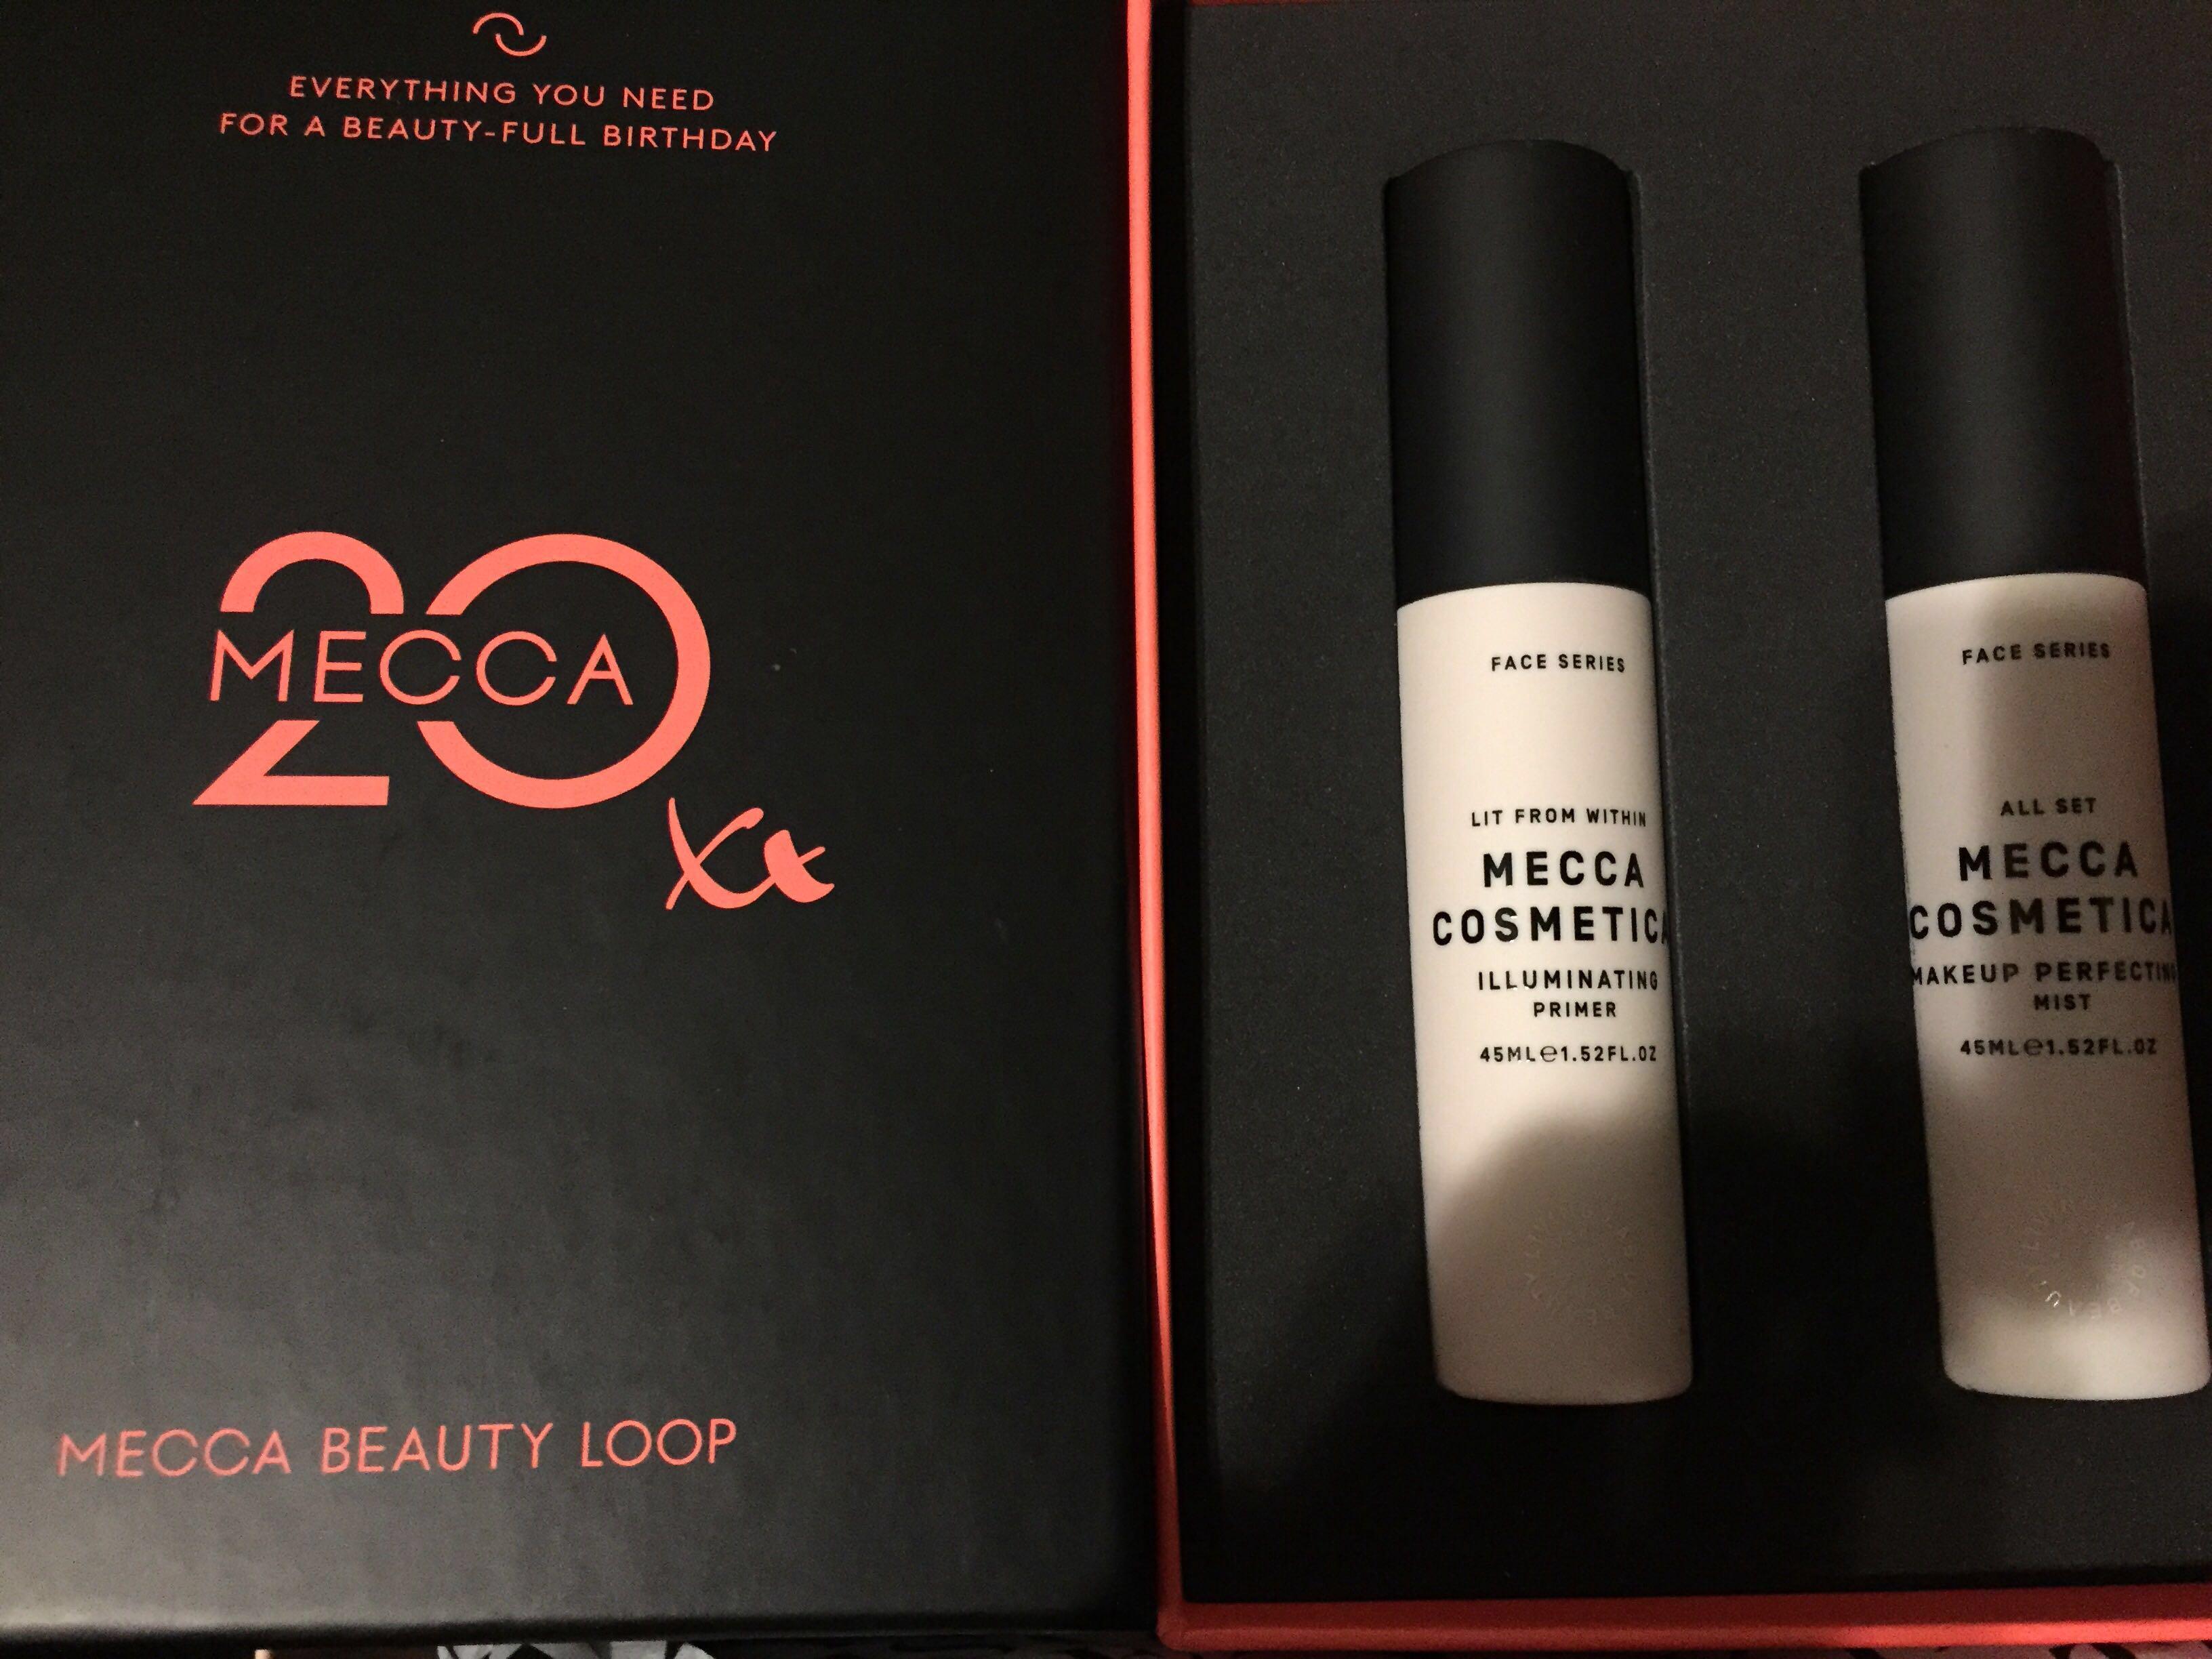 EVERYTHING YOU NEED
FOR A BEAUTY-FULL BIRTHDAY
20
MECCA
xx
MECCA BEAUTY LOOP
FACE SERIES
LIT FROM WITHIN
MECCA
COSMETICA
ILLUMINATING
PRIMER
45ML℮1.52FL.OZ
FACE SERIES
ALL SET
MECCA
COSMETICA
MAKEUP PERFECTING
MIST
45ML℮1.52FL.OZ